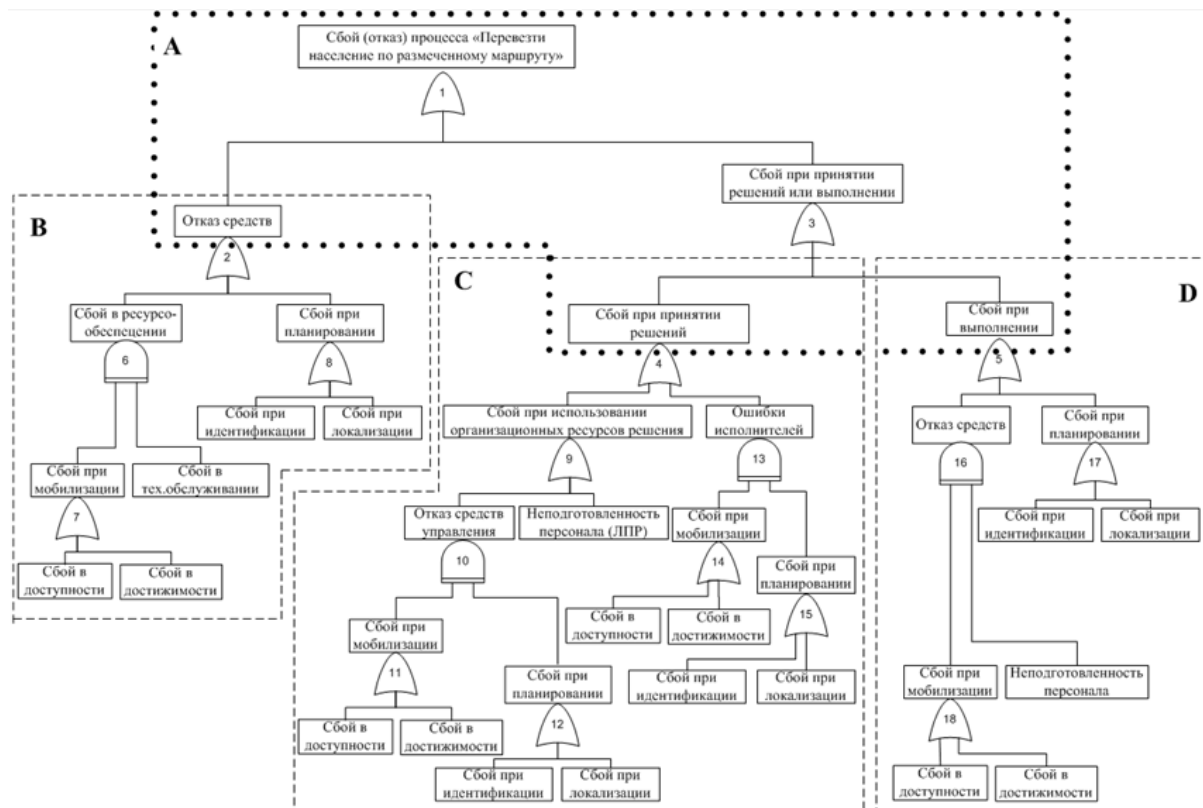 A
Сбой (отказ) процесса «Перевезти
население по размеченному маршруту»
1
Сбой при принятии
решений или выполнении
3
B
Отказ средств
2
Сбой в ресурсо-
обеспецении
6
Сбой при
планировании
8
Сбой при
идентификации
Сбой при
локализации
Сбой при
мобилизации
7
Сбой в
тех.обслуживании
Сбой в
доступности
Сбой в
достижимости
C
Сбой при принятии
решений
4
Сбой при использовании
организационных ресурсов решения
9
Ошибки
исполнителей
13
Отказ средств
управления
10
Неподготовленность
персонала (ЛПР)
Сбой при
мобилизации
14
Сбой при
планировании
15
Сбой в
доступности
Сбой в
достижимости
Сбой при
идентификации
Сбой при
локализации
Сбой при
мобилизации
11
Сбой при
планировании
12
Сбой в
доступности
Сбой в
достижимости
Сбой при
идентификации
Сбой при
локализации
D
Сбой при
выполнении
5
Отказ средств
16
Сбой при
планировании
17
Сбой при
идентификации
Сбой при
локализации
Сбой при
мобилизации
18
Неподготовленность
персонала
Сбой в
доступности
Сбой в
достижимости